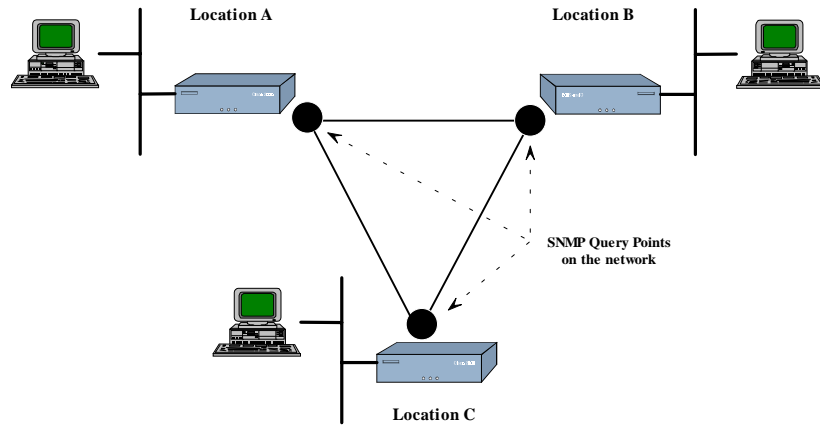 Location A
Location B
SNMP Query Points
on the network
Location C